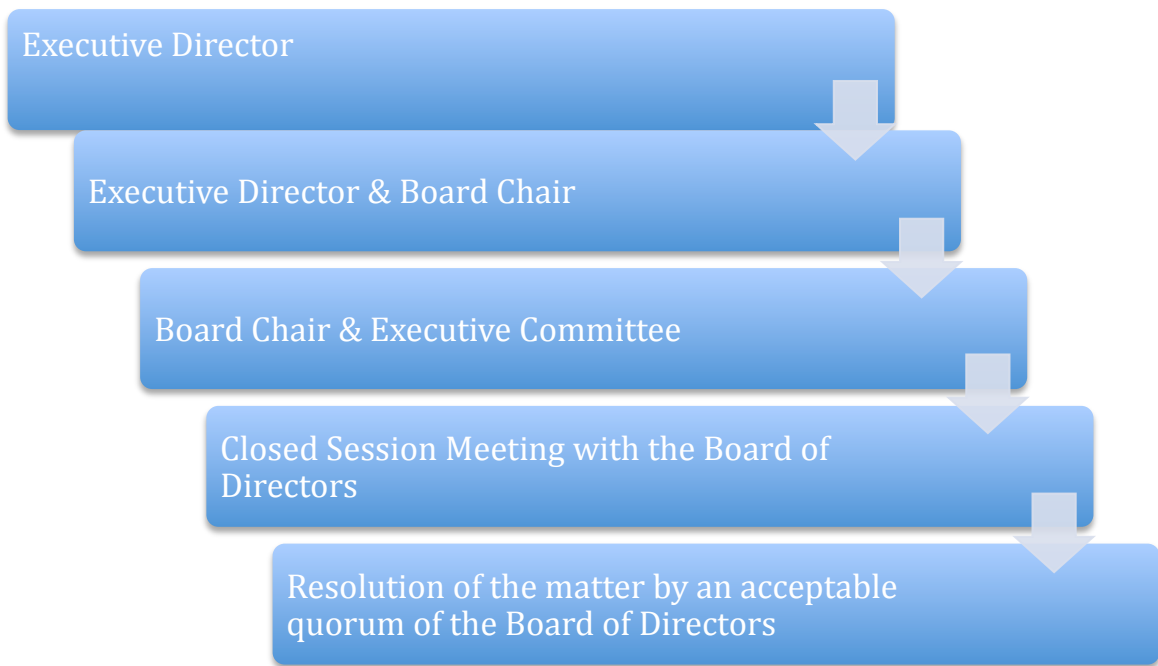 Executive Director
Executive Director & Board Chair
Board Chair & Executive Committee
Closed Session Meeting with the Board of
Directors
Resolution of the matter by an acceptable
quorum of the Board of Directors